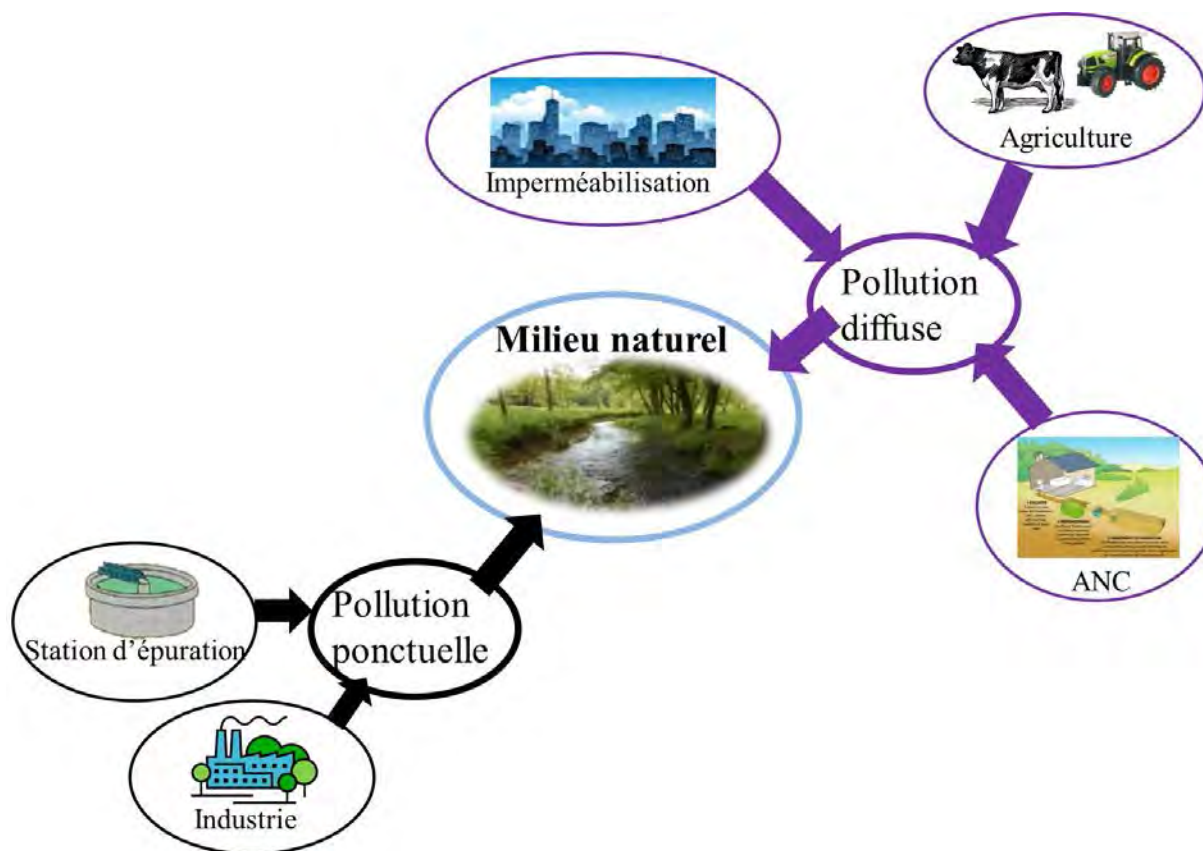 Imperméabilisation
Agriculture
Pollution
diffuse
Milieu naturel
ANC
Station d'épuration
Pollution
ponctuelle
Industrie